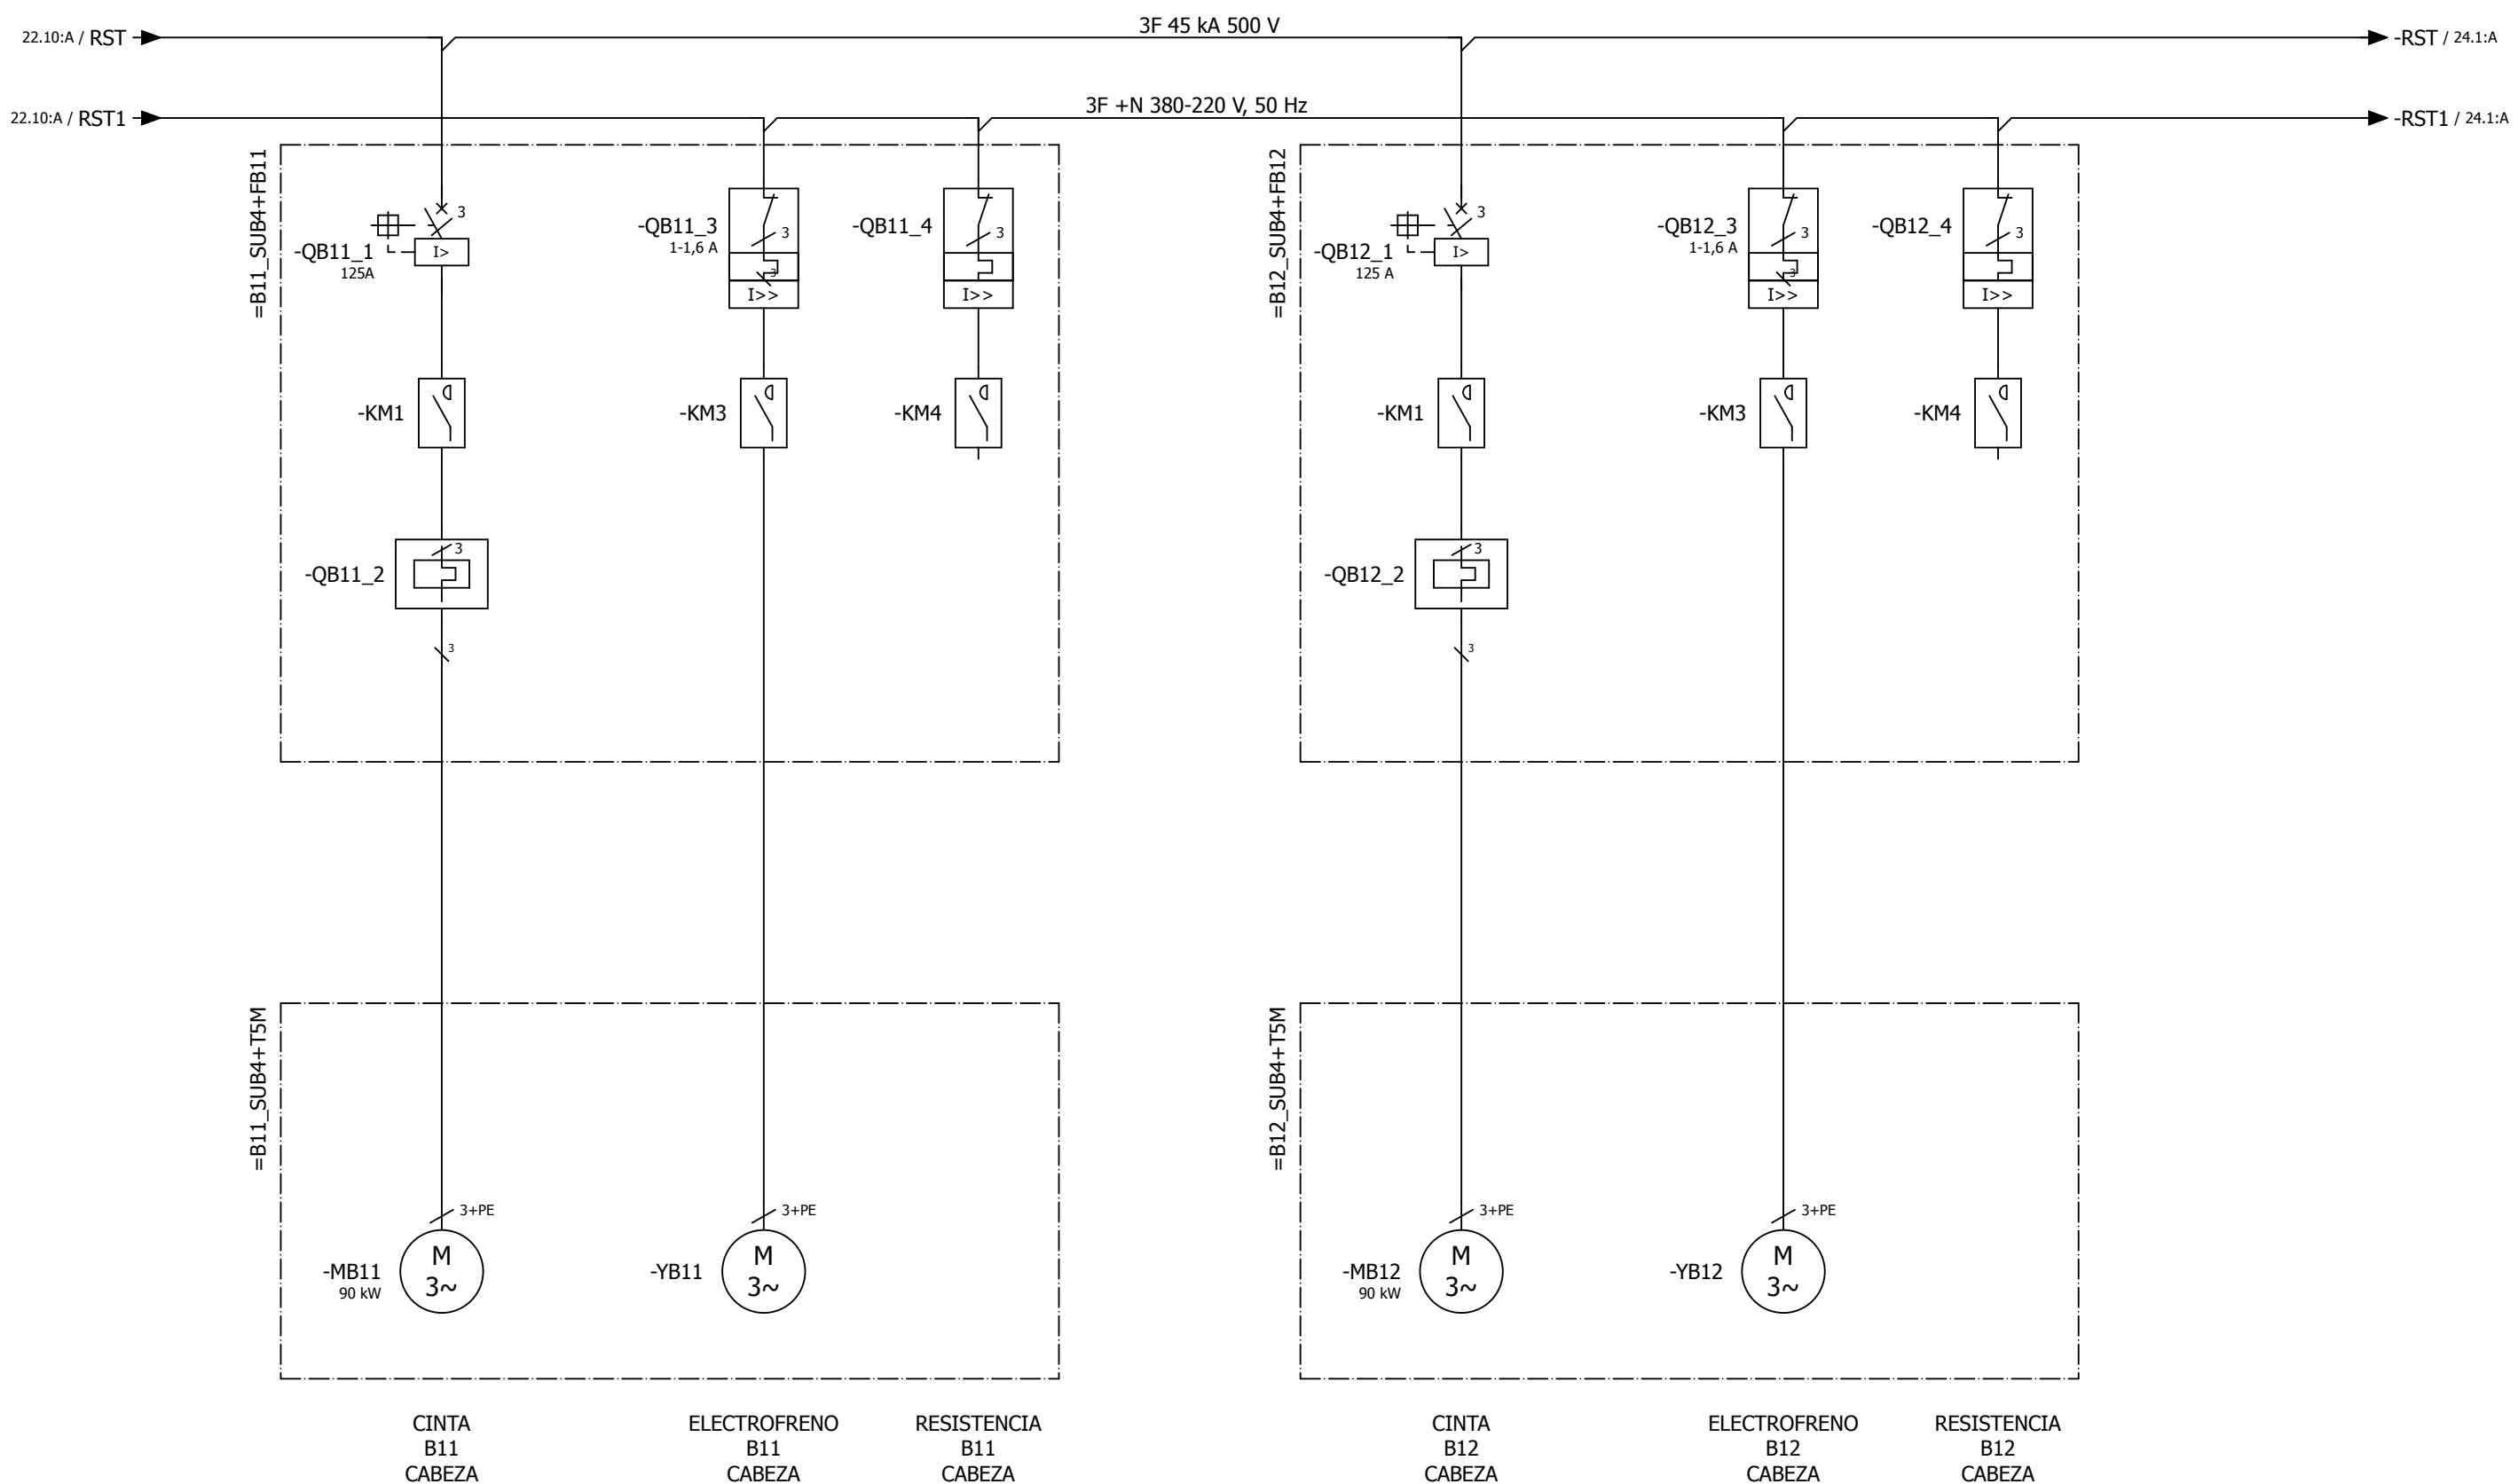 3F 45 kA 500 V
22.10:A / RST
-RST / 24.1:A
3F +N 380-220 V, 50 Hz
22.10:A / RST1
-RST1 / 24.1:A
=B11_SUB4+FB11
-QB11_1
125A
3
I>
-QB11_3
1-1,6 A
3
3
I>>
-QB11_4
3
I>>
-KM1
-KM3
-KM4
-QB11_2
3
3
=B12_SUB4+FB12
-QB12_1
125 A
3
I>
-QB12_3
1-1,6 A
3
3
I>>
-QB12_4
3
I>>
-KM1
-KM3
-KM4
-QB12_2
3
3
=B11_SUB4+T5M
3+PE
-MB11
90 kW
M
3~
3+PE
-YB11
M
3~
=B12_SUB4+T5M
3+PE
-MB12
90 kW
M
3~
3+PE
-YB12
M
3~
CINTA
B11
CABEZA
ELECTROFRENO
B11
CABEZA
RESISTENCIA
B11
CABEZA
CINTA
B12
CABEZA
ELECTROFRENO
B12
CABEZA
RESISTENCIA
B12
CABEZA